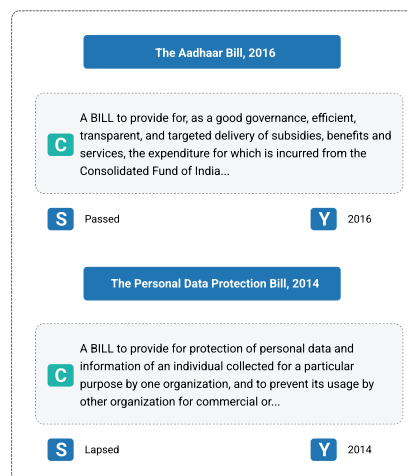 The Aadhaar Bill, 2016
A BILL to provide for, as a good governance, efficient,
transparent, and targeted delivery of subsidies, benefits and
C
services, the expenditure for which is incurred from the
Consolidated Fund of India...
S Passed Y 2016
The Personal Data Protection Bill, 2014
A BILL to provide for protection of personal data and
information of an individual collected for a particular
C
purpose by one organization, and to prevent its usage by
other organization for commercial or...
S Lapsed Y 2014